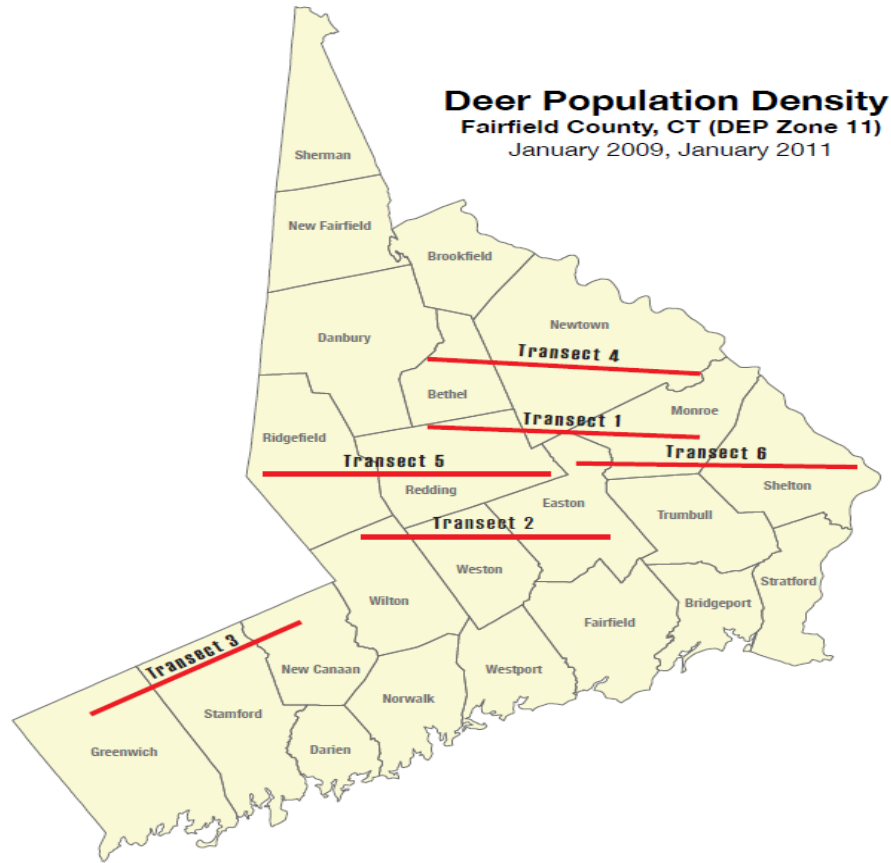 Deer Population Density
Fairfield County, CT (DEP Zone 11)
January 2009, January 2011
Sherman
New Fairfield
Brookfield
Newtown
Danbury
Transect 4
Bethel
Monroe
Transect 1
Ridgefield
Transect 6
Transect 5
Shelton
Redding
Easton
Trumbull
Transect 2
Weston
Stratford
Wilton
Bridgeport
Fairfield
Transect 3
New Canaan
Westport
Norwalk
Stamford
Greenwich
Darien